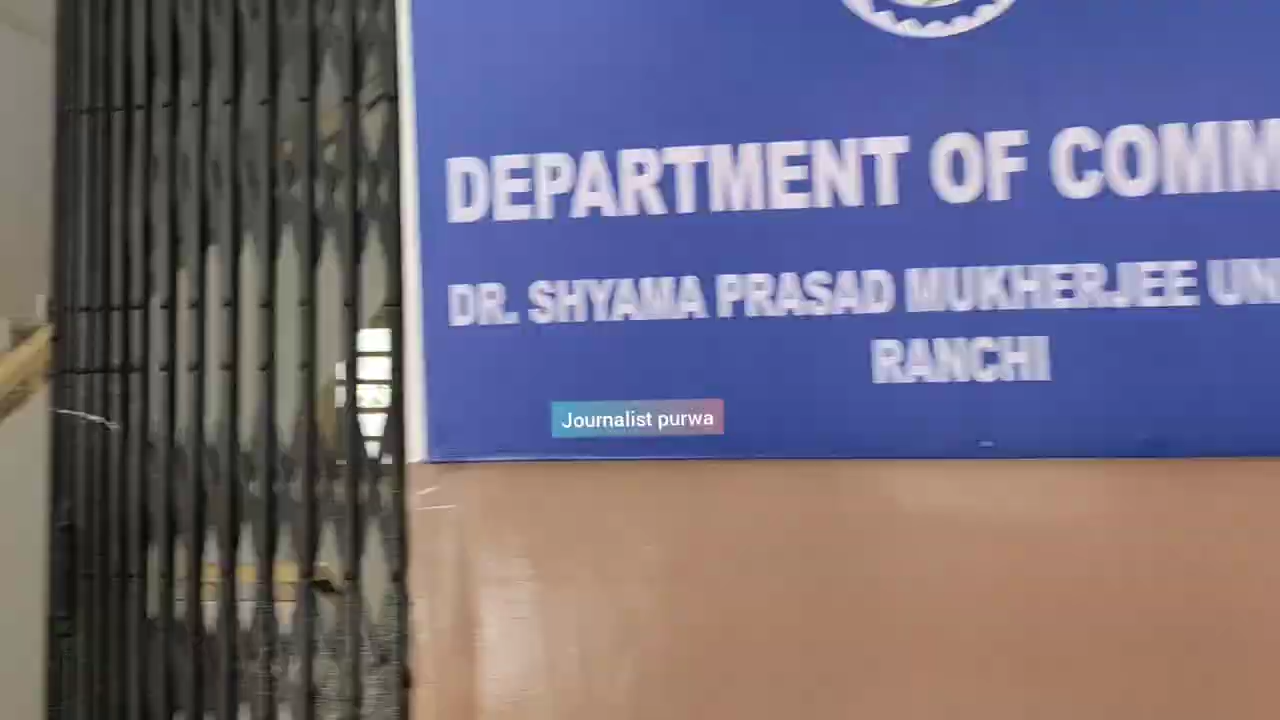 DEPARTMENT OF COMM
DR. SHYAMA PRASAD MUKHERJEE UN
RANCHI
Journalist purwa